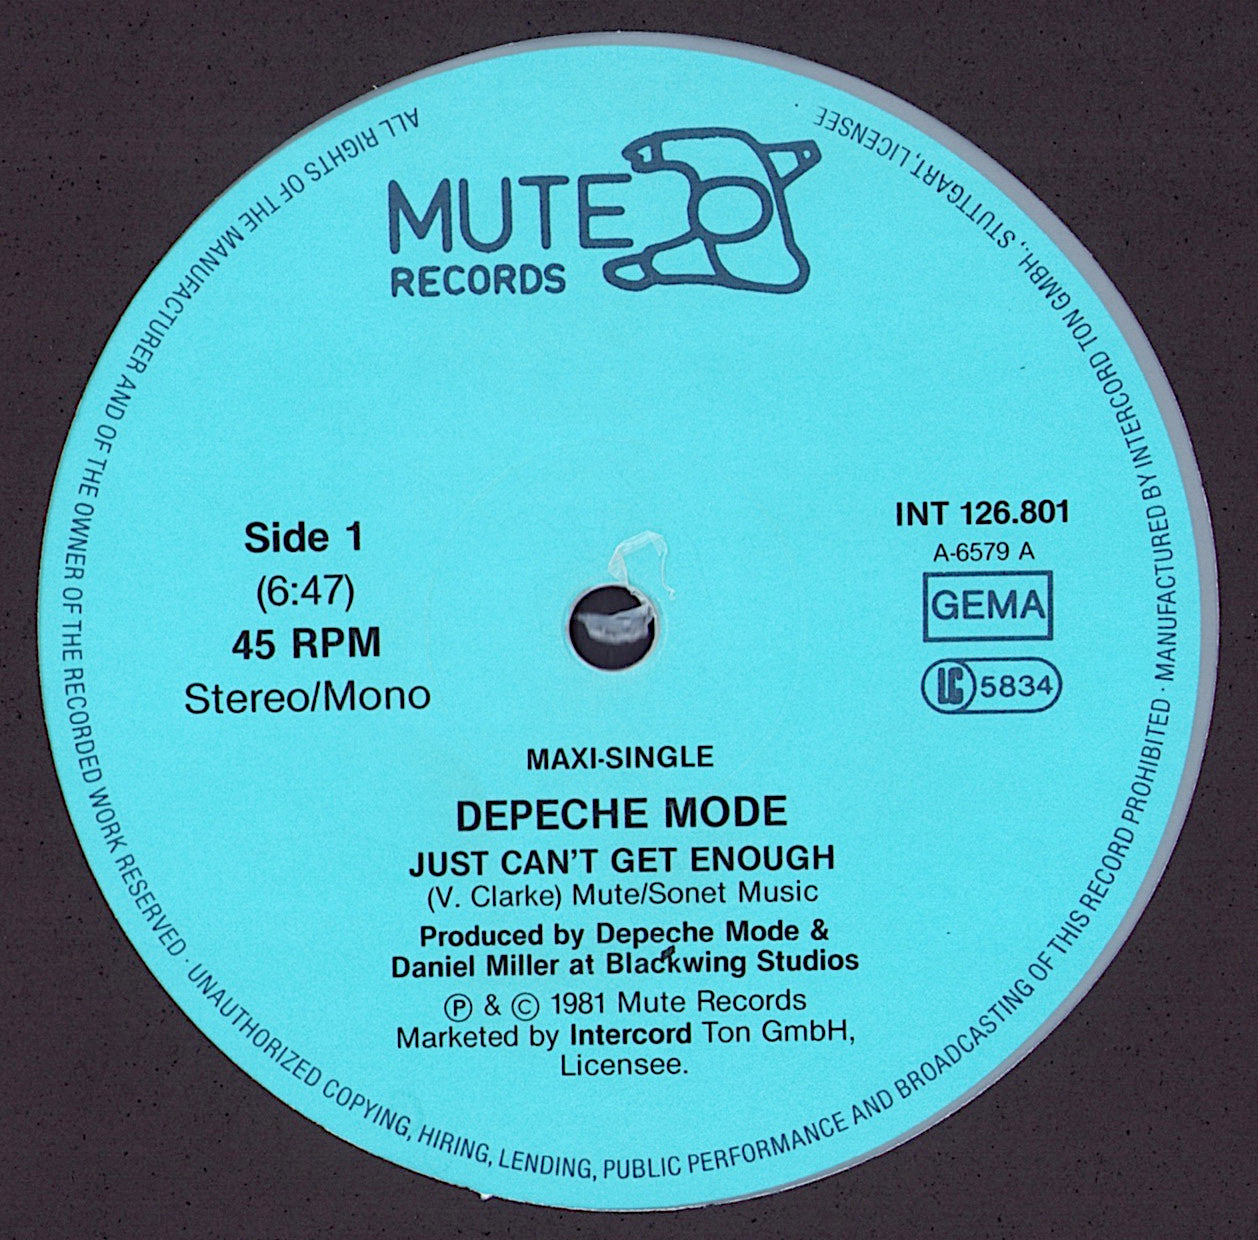 MUTE
RECORDS
Side 1
(6:47)
45 RPM
Stereo/Mono
INT 126.801
A-6579 A
GEMA
LC 5834
MAXI-SINGLE
DEPECHE MODE
JUST CAN'T GET ENOUGH
(V. Clarke) Mute/Sonet Music
Produced by Depeche Mode &
Daniel Miller at Blackwing Studios
Ⓟ & © 1981 Mute Records
Marketed by Intercord Ton GmbH,
Licensee.
ALL RIGHTS OF THE MANUFACTURER AND OF THE OWNER OF THE RECORDED WORK RESERVED · UNAUTHORIZED COPYING, HIRING, LENDING, PUBLIC PERFORMANCE AND BROADCASTING OF THIS RECORD PROHIBITED · MANUFACTURED BY INTERCORD TON GMBH., STUTTGART, LICENSEE